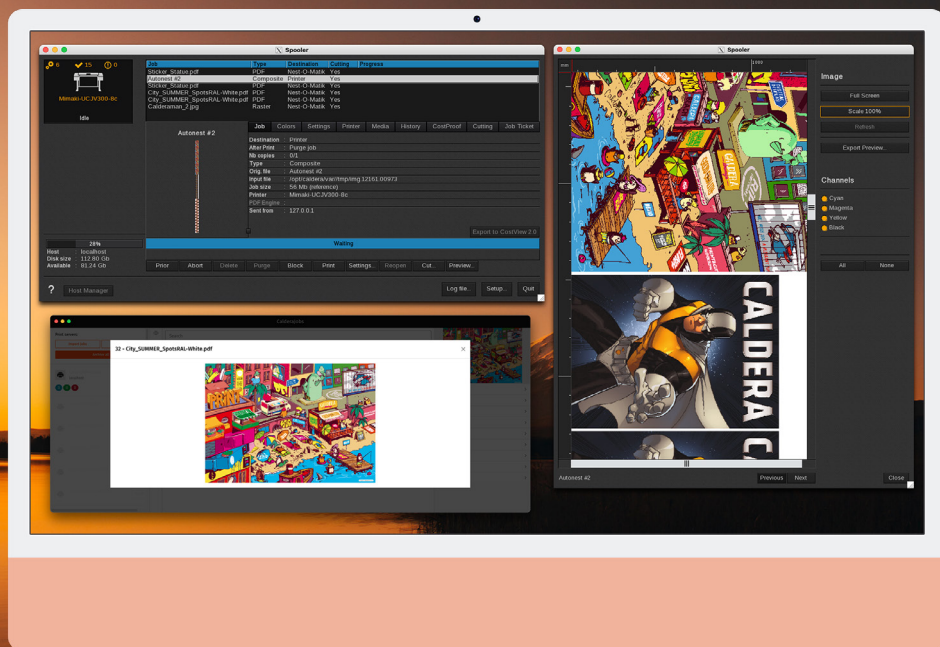 Spooler
6 15 0
Mimaki-UCJV300-8c
Idle
Job Type Destination Cutting Progress
Sticker_Statue.pdf PDF Nest-O-Matik Yes
Autonest #2 Composite Printer
Sticker_Statue.pdf PDF Nest-O-Matik Yes
City_SUMMER_SpotsRAL-White.pdf PDF Nest-O-Matik Yes
City_SUMMER_SpotsRAL-White.pdf PDF Nest-O-Matik Yes
Calderaman_2.jpg Raster Nest-O-Matik Yes
Autonest #2
Job Colors Settings Printer Media History CostProof Cutting Job Ticket
Destination : Printer
After Print : Purge job
Nb copies : 0/1
Type : Composite
Orig. file : Autonest #2
Input file : /opt/caldera/var/tmp/img.12161.00973
Job size : 56 Mb (reference)
Printer : Mimaki-UCJV300-8c
PDF Engine :
Sent from : 127.0.0.1
Export to CostView 2.0
28%
Host : localhost
Disk size : 112.80 Gb
Available : 81.24 Gb
Waiting
Prior Abort Delete Purge Block Print Settings... Reopen Cut... Preview...
? Host Manager
Log file... Setup... Quit
32 - City_SUMMER_SpotsRAL-White.pdf ×
PRINT
Spooler
mm
CALDERA
CALDERA
Image
Full Screen
Scale 100%
Refresh
Export Preview...
Channels
Cyan
Magenta
Yellow
Black
All None
Autonest #2
Previous Next
Close